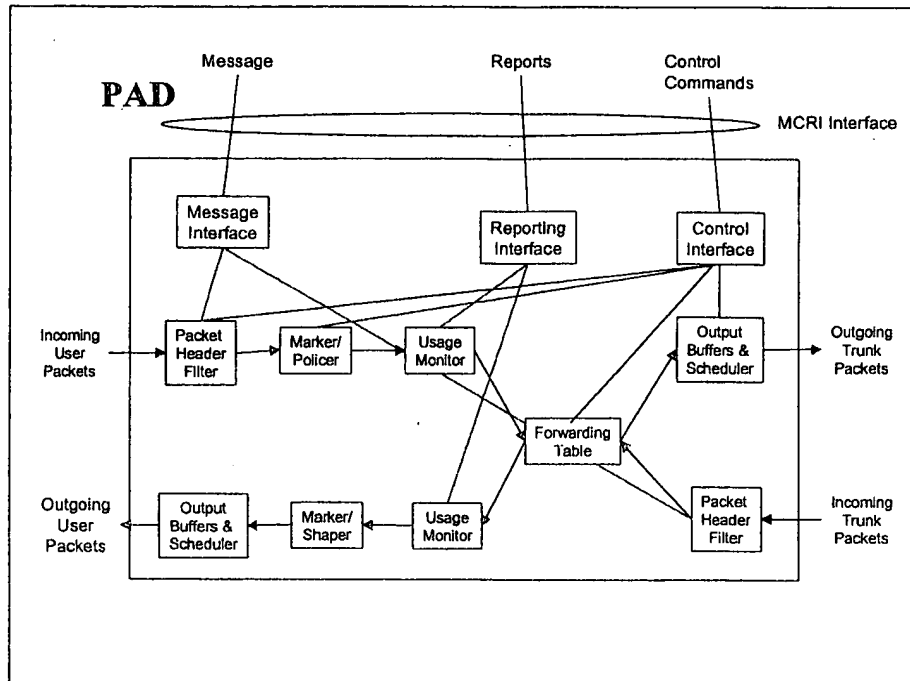 Message
Reports
Control
Commands
PAD
MCRI Interface
Message
Interface
Reporting
Interface
Control
Interface
Incoming
User
Packets
Packet
Header
Filter
Marker/
Policer
Usage
Monitor
Output
Buffers &
Scheduler
Outgoing
Trunk
Packets
Forwarding
Table
Outgoing
User
Packets
Output
Buffers &
Scheduler
Marker/
Shaper
Usage
Monitor
Packet
Header
Filter
Incoming
Trunk
Packets